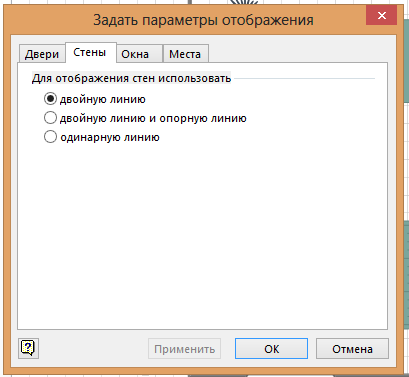 Задать параметры отображения
Двери Стены Окна Места
Для отображения стен использовать
двойную линию
двойную линию и опорную линию
одинарную линию
Применить ОК Отмена